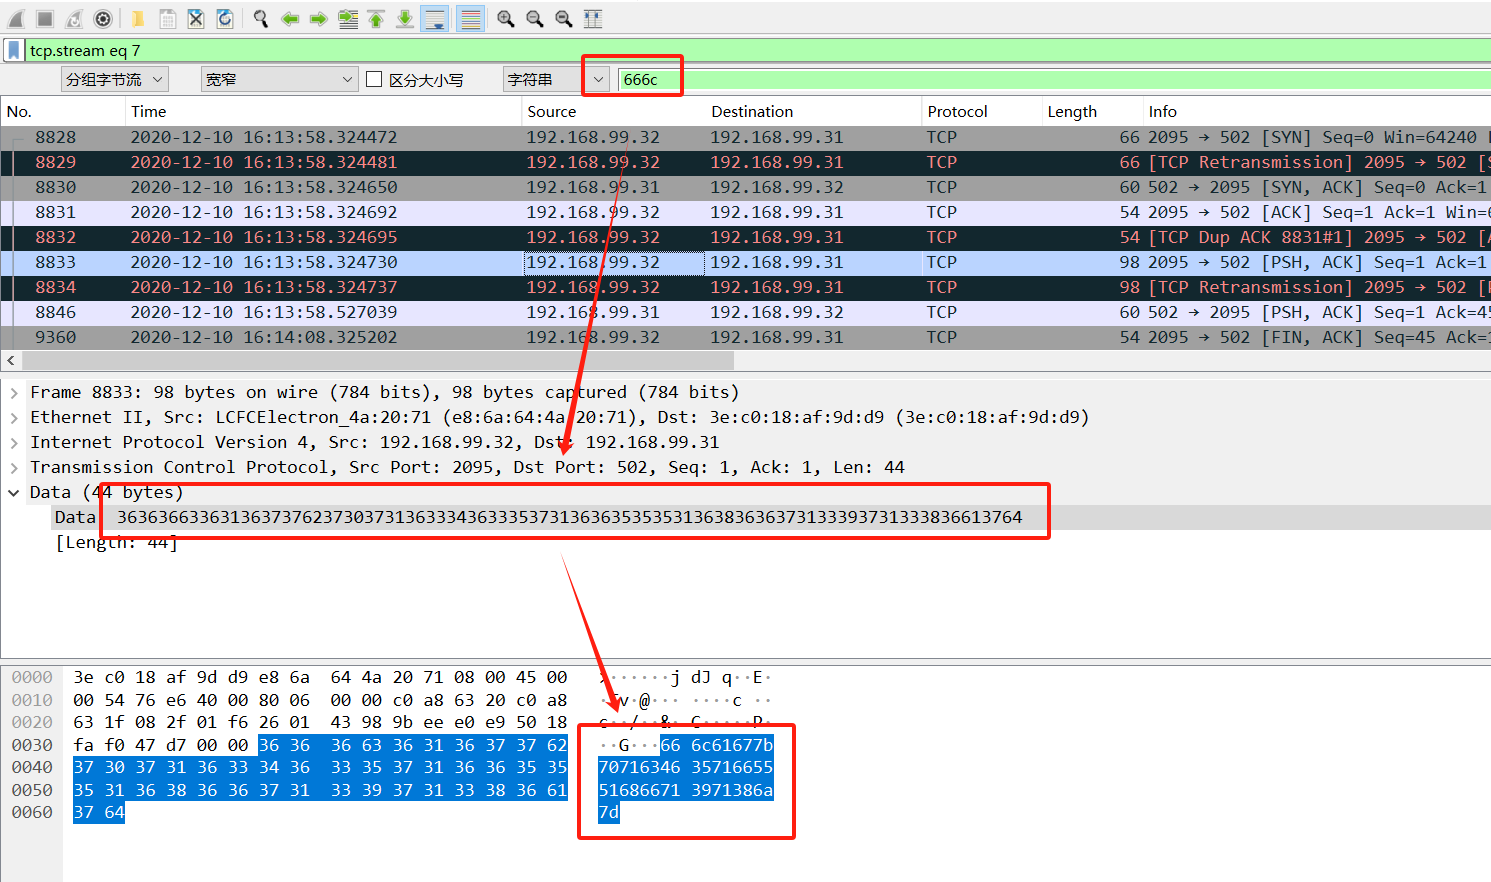 tcp.stream eq 7
分组字节流 宽窄 区分大小写 字符串 666c
No. Time Source Destination Protocol Length Info
8828 2020-12-10 16:13:58.324472 192.168.99.32 192.168.99.31 TCP 66 2095 → 502 [SYN] Seq=0 Win=64240
8829 2020-12-10 16:13:58.324481 192.168.99.32 192.168.99.31 TCP 66 [TCP Retransmission] 2095 → 502 [S
8830 2020-12-10 16:13:58.324650 192.168.99.31 192.168.99.32 TCP 60 502 → 2095 [SYN, ACK] Seq=0 Ack=1
8831 2020-12-10 16:13:58.324692 192.168.99.32 192.168.99.31 TCP 54 2095 → 502 [ACK] Seq=1 Ack=1 Win=6
8832 2020-12-10 16:13:58.324695 192.168.99.32 192.168.99.31 TCP 54 [TCP Dup ACK 8831#1] 2095 → 502 [A
8833 2020-12-10 16:13:58.324730 192.168.99.32 192.168.99.31 TCP 98 2095 → 502 [PSH, ACK] Seq=1 Ack=1
8834 2020-12-10 16:13:58.324737 192.168.99.32 192.168.99.31 TCP 98 [TCP Retransmission] 2095 → 502 [P
8846 2020-12-10 16:13:58.527039 192.168.99.31 192.168.99.32 TCP 60 502 → 2095 [PSH, ACK] Seq=1 Ack=45
9360 2020-12-10 16:14:08.325202 192.168.99.32 192.168.99.31 TCP 54 2095 → 502 [FIN, ACK] Seq=45 Ack=1
Frame 8833: 98 bytes on wire (784 bits), 98 bytes captured (784 bits)
Ethernet II, Src: LCFCElectron_4a:20:71 (e8:6a:64:4a:20:71), Dst: 3e:c0:18:af:9d:d9 (3e:c0:18:af:9d:d9)
Internet Protocol Version 4, Src: 192.168.99.32, Dst: 192.168.99.31
Transmission Control Protocol, Src Port: 2095, Dst Port: 502, Seq: 1, Ack: 1, Len: 44
Data (44 bytes)
Data 36363663363136373762373037313633343633353731363635353531363836363731333937313338366137​64
[Length: 44]
0000 3e c0 18 af 9d d9 e8 6a 64 4a 20 71 08 00 45 00 >······j dJ q··E·
0010 00 54 76 e6 40 00 80 06 00 00 c0 a8 63 20 c0 a8 ·Tv·@··· ····c ··
0020 63 1f 08 2f 01 f6 26 01 43 98 9b ee e0 e9 50 18 c··/··&· C·····P·
0030 fa f0 47 d7 00 00 36 36 36 63 36 31 36 37 37 62 ··G···66 6c61677b
0040 37 30 37 31 36 33 34 36 33 35 37 31 36 36 35 35 70716346 35716655
0050 35 31 36 38 36 36 37 31 33 39 37 31 33 38 36 61 51686671 3971386a
0060 37 64 7d